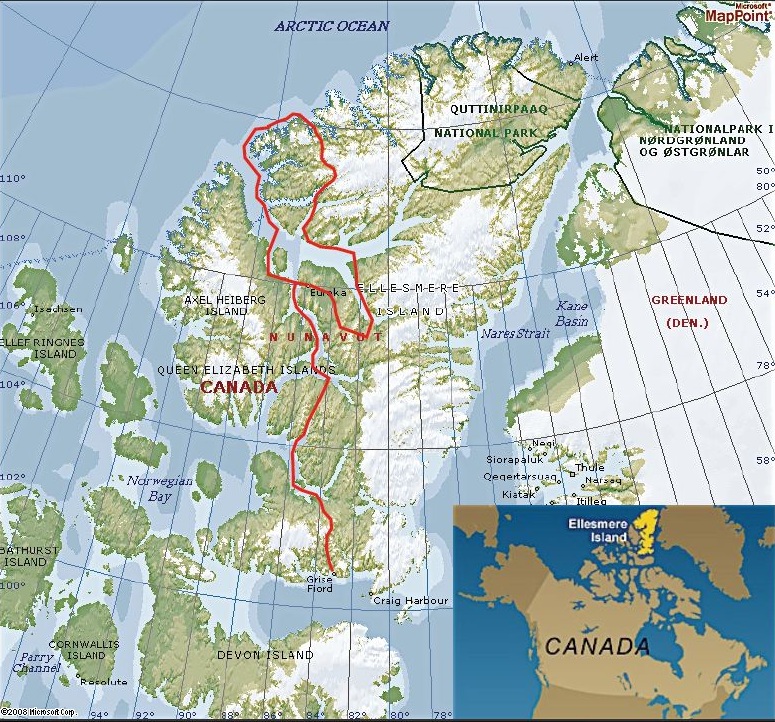 Microsoft®
MapPoint®
ARCTIC OCEAN
Alert
QUTTINIRPAAQ
NATIONAL PARK
NATIONALPARK I
NØRDGRØNLAND
OG ØSTGRØNLAR
50°
80°
110°
52°
108°
54°
Eureka
ELLESMERE
ISLAND
AXEL HEIBERG
ISLAND
GREENLAND
(DEN.)
Kane
Basin
106°
Isachsen
Nares Strait
NUNAVUT
ELLEF RINGNES
ISLAND
QUEEN ELIZABETH ISLANDS
CANADA
78°
104°
Neqi
Siorapaluk
58°
Thule
Qeqertarsuaq
Narsaq
Kiatak
Itilleq
102°
Norwegian
Bay
Ellesmere
Island
BATHURST
ISLAND
100°
Grise
Fiord
Craig Harbour
CANADA
CORNWALLIS
ISLAND
DEVON ISLAND
Parry
Channel
Resolute
©2008 Microsoft Corp.
94°
92°
90°
88°
86°
84°
82°
80°
78°